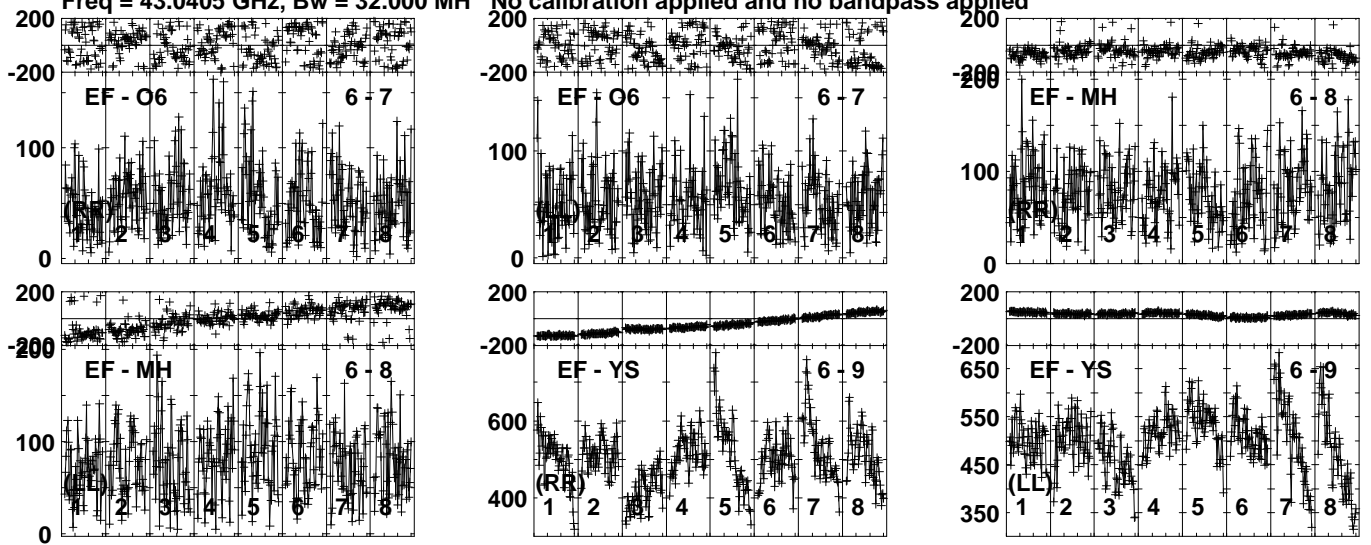 Freq = 43.0405 GHz, Bw = 32.000 MH No calibration applied and no bandpass applied
200
-200
EF - O6 6 - 7
100
(RR)
1 2 3 4 5 6 7 8
0
200
-200
EF - O6 6 - 7
100
(LL)
1 2 3 4 5 6 7 8
0
200
-200
200
EF - MH 6 - 8
100
(RR)
1 2 3 4 5 6 7 8
0
200
-200
200
EF - MH 6 - 8
100
(LL)
1 2 3 4 5 6 7 8
0
200
-200
EF - YS 6 - 9
600
(RR)
400
1 2 3 4 5 6 7 8
200
-200
650
EF - YS 6 - 9
550
450
(LL)
350
1 2 3 4 5 6 7 8